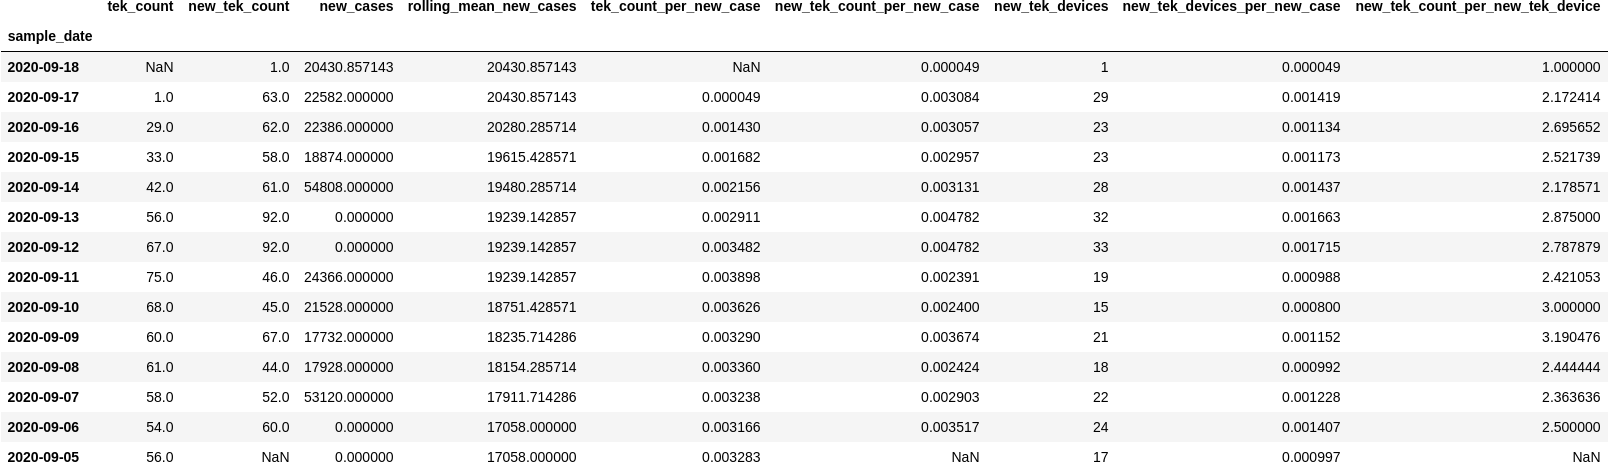 tek_count new_tek_count new_cases rolling_mean_new_cases tek_count_per_new_case new_tek_count_per_new_case new_tek_devices new_tek_devices_per_new_case new_tek_count_per_new_tek_device
sample_date
2020-09-18 NaN 1.0 20430.857143 20430.857143 NaN 0.000049 1 0.000049 1.000000
2020-09-17 1.0 63.0 22582.000000 20430.857143 0.000049 0.003084 29 0.001419 2.172414
2020-09-16 29.0 62.0 22386.000000 20280.285714 0.001430 0.003057 23 0.001134 2.695652
2020-09-15 33.0 58.0 18874.000000 19615.428571 0.001682 0.002957 23 0.001173 2.521739
2020-09-14 42.0 61.0 54808.000000 19480.285714 0.002156 0.003131 28 0.001437 2.178571
2020-09-13 56.0 92.0 0.000000 19239.142857 0.002911 0.004782 32 0.001663 2.875000
2020-09-12 67.0 92.0 0.000000 19239.142857 0.003482 0.004782 33 0.001715 2.787879
2020-09-11 75.0 46.0 24366.000000 19239.142857 0.003898 0.002391 19 0.000988 2.421053
2020-09-10 68.0 45.0 21528.000000 18751.428571 0.003626 0.002400 15 0.000800 3.000000
2020-09-09 60.0 67.0 17732.000000 18235.714286 0.003290 0.003674 21 0.001152 3.190476
2020-09-08 61.0 44.0 17928.000000 18154.285714 0.003360 0.002424 18 0.000992 2.444444
2020-09-07 58.0 52.0 53120.000000 17911.714286 0.003238 0.002903 22 0.001228 2.363636
2020-09-06 54.0 60.0 0.000000 17058.000000 0.003166 0.003517 24 0.001407 2.500000
2020-09-05 56.0 NaN 0.000000 17058.000000 0.003283 NaN 17 0.000997 NaN